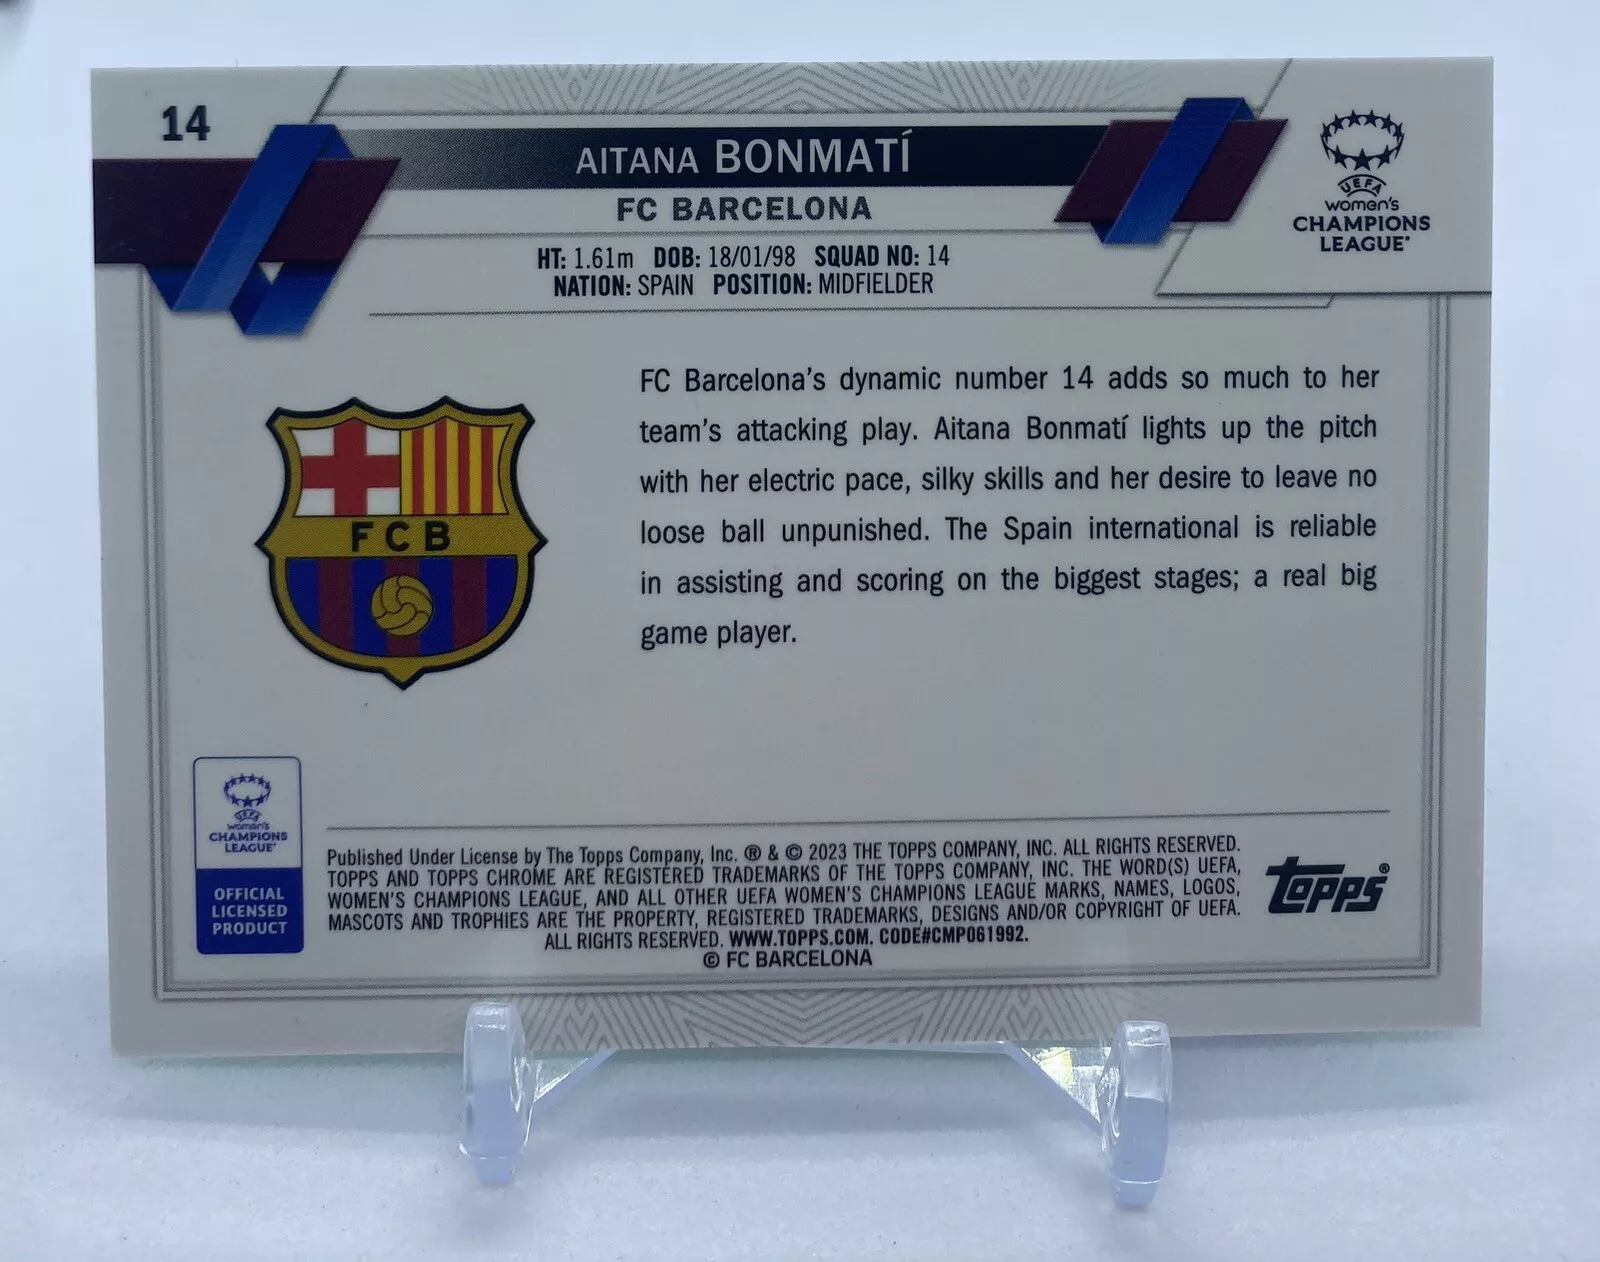 14
AITANA BONMATÍ
FC BARCELONA
HT: 1.61m DOB: 18/01/98 SQUAD NO: 14
NATION: SPAIN POSITION: MIDFIELDER
UEFA
women's
CHAMPIONS
LEAGUE
FC Barcelona's dynamic number 14 adds so much to her
team's attacking play. Aitana Bonmatí lights up the pitch
with her electric pace, silky skills and her desire to leave no
loose ball unpunished. The Spain international is reliable
in assisting and scoring on the biggest stages; a real big
game player.
FCB
UEFA
women's
CHAMPIONS
LEAGUE
OFFICIAL
LICENSED
PRODUCT
Published Under License by The Topps Company, Inc. ® & © 2023 THE TOPPS COMPANY, INC. ALL RIGHTS RESERVED.
TOPPS AND TOPPS CHROME ARE REGISTERED TRADEMARKS OF THE TOPPS COMPANY, INC. THE WORD(S) UEFA,
WOMEN'S CHAMPIONS LEAGUE, AND ALL OTHER UEFA WOMEN'S CHAMPIONS LEAGUE MARKS, NAMES, LOGOS,
MASCOTS AND TROPHIES ARE THE PROPERTY, REGISTERED TRADEMARKS, DESIGNS AND/OR COPYRIGHT OF UEFA.
ALL RIGHTS RESERVED. WWW.TOPPS.COM. CODE#CMP061992.
© FC BARCELONA
Topps®